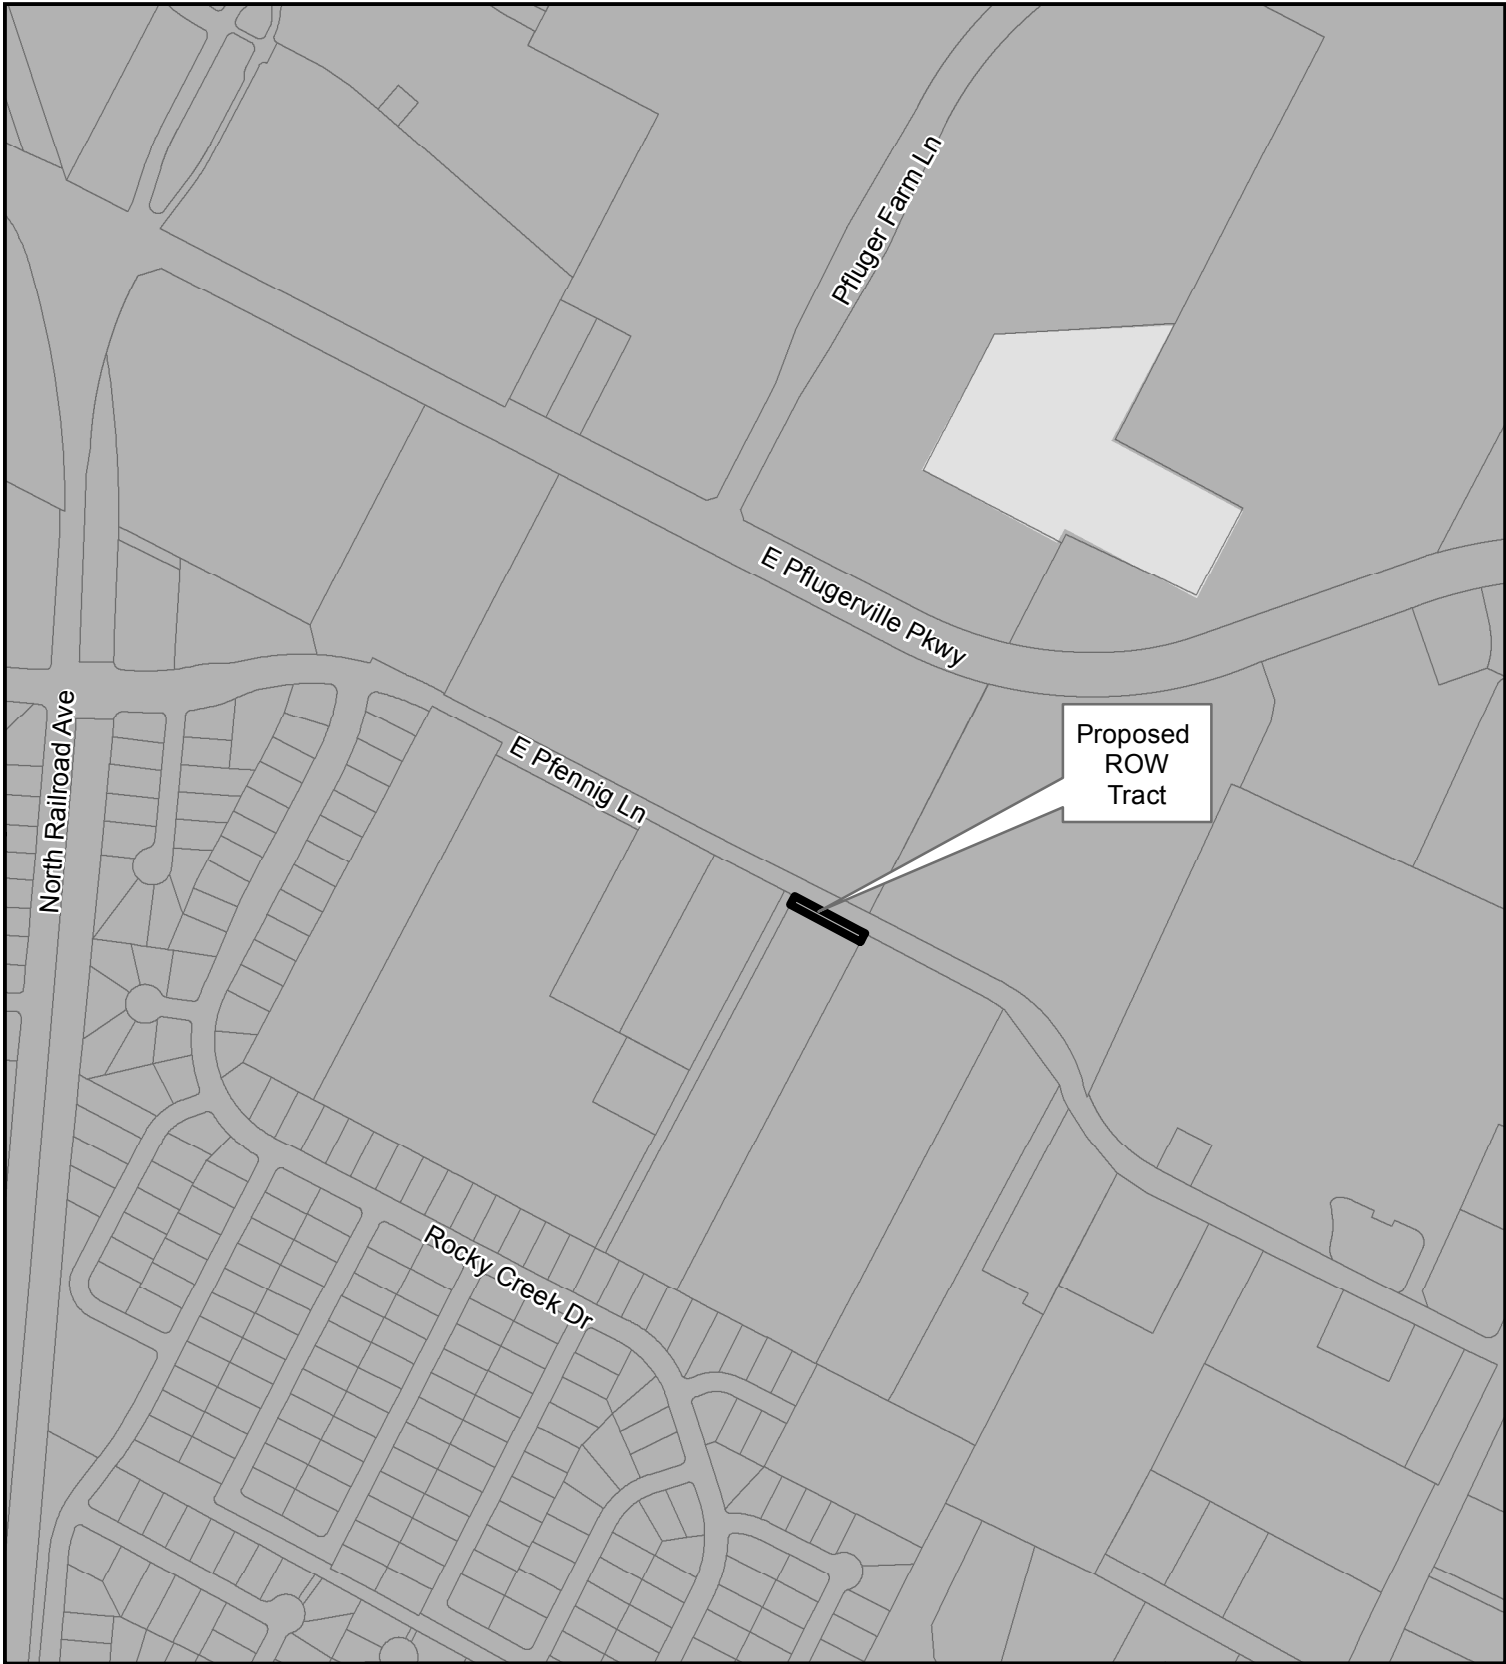 Pfluger Farm Ln
E Pflugerville Pkwy
North Railroad Ave
E Pfennig Ln
Proposed
ROW
Tract
Rocky Creek Dr